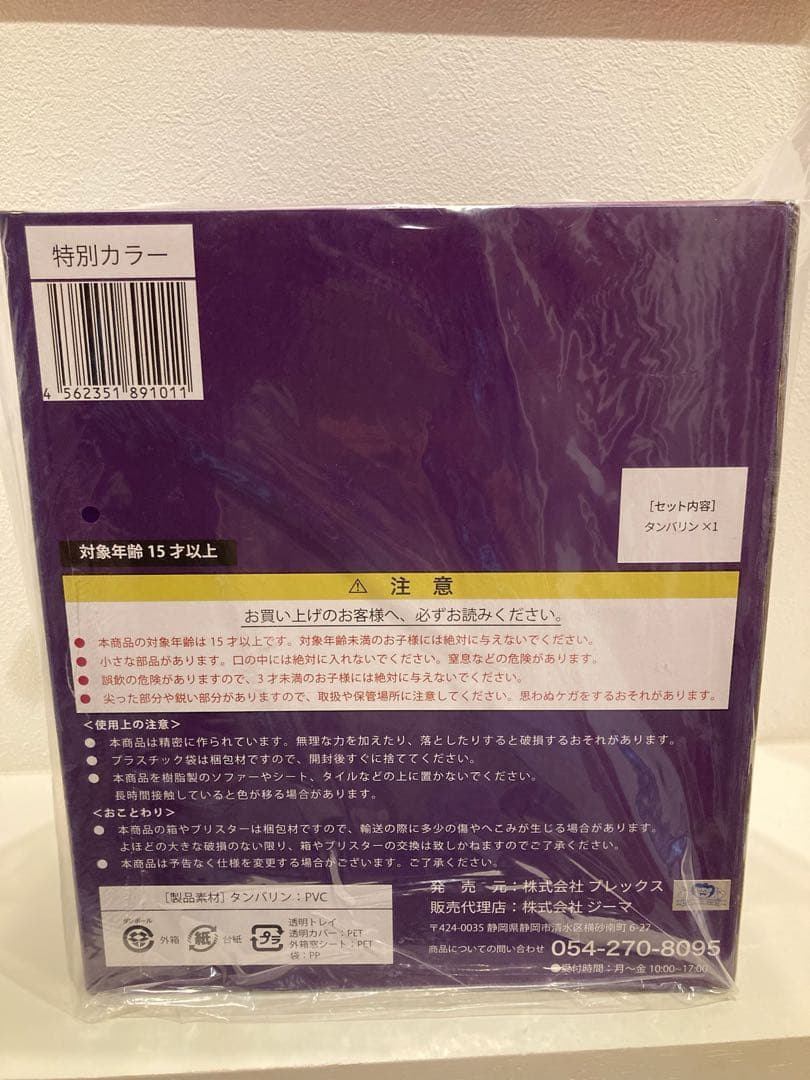 特別カラー
4 562351 891011
[セット内容]
タンバリン ×1
対象年齢 15 才以上
⚠ 注 意
お買い上げのお客様へ、必ずお読みください。
● 本商品の対象年齢は 15 才以上です。対象年齢未満のお子様には絶対に与えないでください。
● 小さな部品があります。口の中には絶対に入れないでください。窒息などの危険があります。
● 誤飲の危険がありますので、3 才未満のお子様には絶対に与えないでください。
● 尖った部分や鋭い部分がありますので、取扱や保管場所に注意してください。思わぬケガをするおそれがあります。
<使用上の注意>
● 本商品は精密に作られています。無理な力を加えたり、落としたりすると破損するおそれがあります。
● プラスチック袋は梱包材ですので、開封後すぐに捨ててください。
● 本商品を樹脂製のソファーやシート、タイルなどの上に置かないでください。
長時間接触していると色が移る場合があります。
<おことわり>
● 本商品の箱やブリスターは梱包材ですので、輸送の際に多少の傷やへこみが生じる場合があります。
よほどの大きな破損のない限り、箱やブリスターの交換は致しかねますのでご了承ください。
● 本商品は予告なく仕様を変更する場合がございます。ご了承ください。
[製品素材] タンバリン：PVC
ダンボール
外箱
紙
台紙
プラ
透明トレイ
透明カバー：PET
外箱窓シート：PET
袋：PP
発 売 元：株式会社 プレックス
販売代理店：株式会社 ジーマ
〒424-0035 静岡県静岡市清水区横砂南町 6-27
商品についての問い合わせ 054-270-8095
●受付時間：月〜金 10:00~17:00